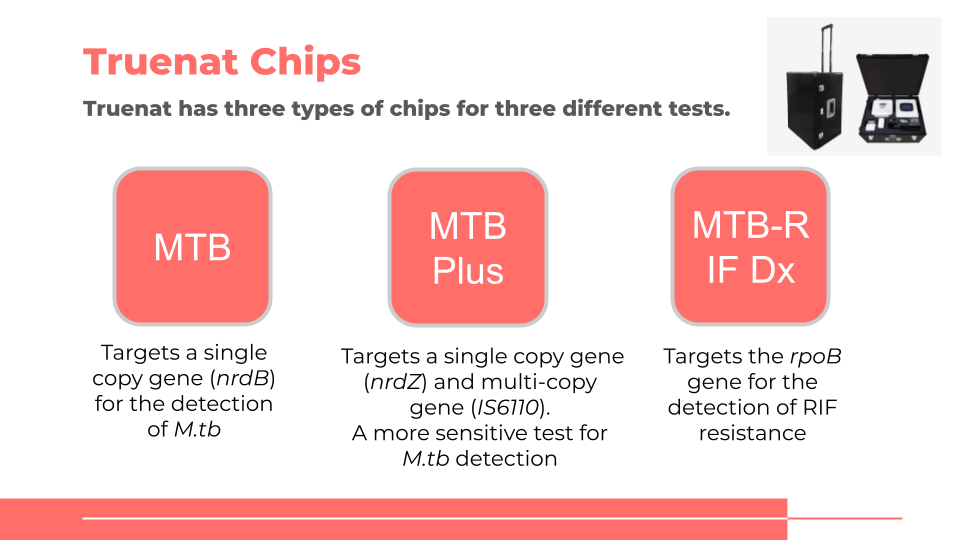 Truenat Chips
Truenat has three types of chips for three different tests.
MTB
MTB
Plus
MTB-R
IF Dx
Targets a single
copy gene (nrdB)
for the detection
of M.tb
Targets a single copy gene
(nrdZ) and multi-copy
gene (IS6110).
A more sensitive test for
M.tb detection
Targets the rpoB
gene for the
detection of RIF
resistance